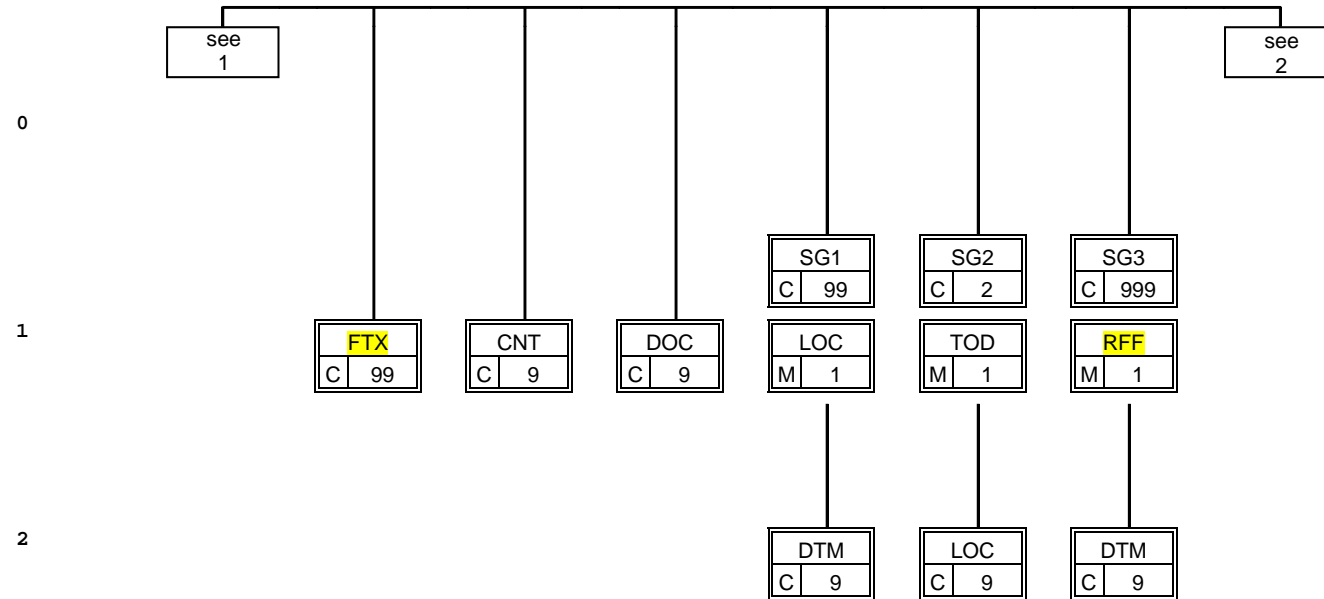 see
1
see
2
0
SG1
C 99
SG2
C 2
SG3
C 999
1
FTX
C 99
CNT
C 9
DOC
C 9
LOC
M 1
TOD
M 1
RFF
M 1
2
DTM
C 9
LOC
C 9
DTM
C 9